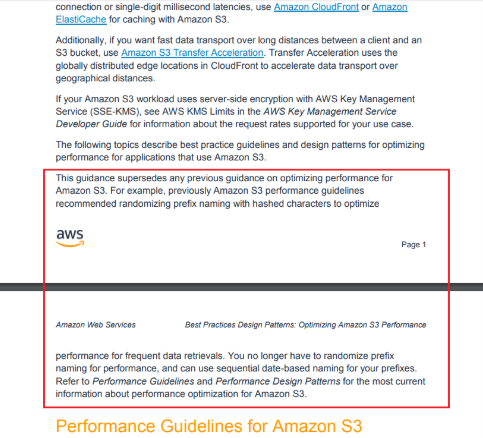 connection or single-digit millisecond latencies, use Amazon CloudFront or Amazon
ElastiCache for caching with Amazon S3.
Additionally, if you want fast data transport over long distances between a client and an
S3 bucket, use Amazon S3 Transfer Acceleration. Transfer Acceleration uses the
globally distributed edge locations in CloudFront to accelerate data transport over
geographical distances.
If your Amazon S3 workload uses server-side encryption with AWS Key Management
Service (SSE-KMS), see AWS KMS Limits in the AWS Key Management Service
Developer Guide for information about the request rates supported for your use case.
The following topics describe best practice guidelines and design patterns for optimizing
performance for applications that use Amazon S3.
This guidance supersedes any previous guidance on optimizing performance for
Amazon S3. For example, previously Amazon S3 performance guidelines
recommended randomizing prefix naming with hashed characters to optimize
aws
Page 1
Amazon Web Services Best Practices Design Patterns: Optimizing Amazon S3 Performance
performance for frequent data retrievals. You no longer have to randomize prefix
naming for performance, and can use sequential date-based naming for your prefixes.
Refer to Performance Guidelines and Performance Design Patterns for the most current
information about performance optimization for Amazon S3.
Performance Guidelines for Amazon S3